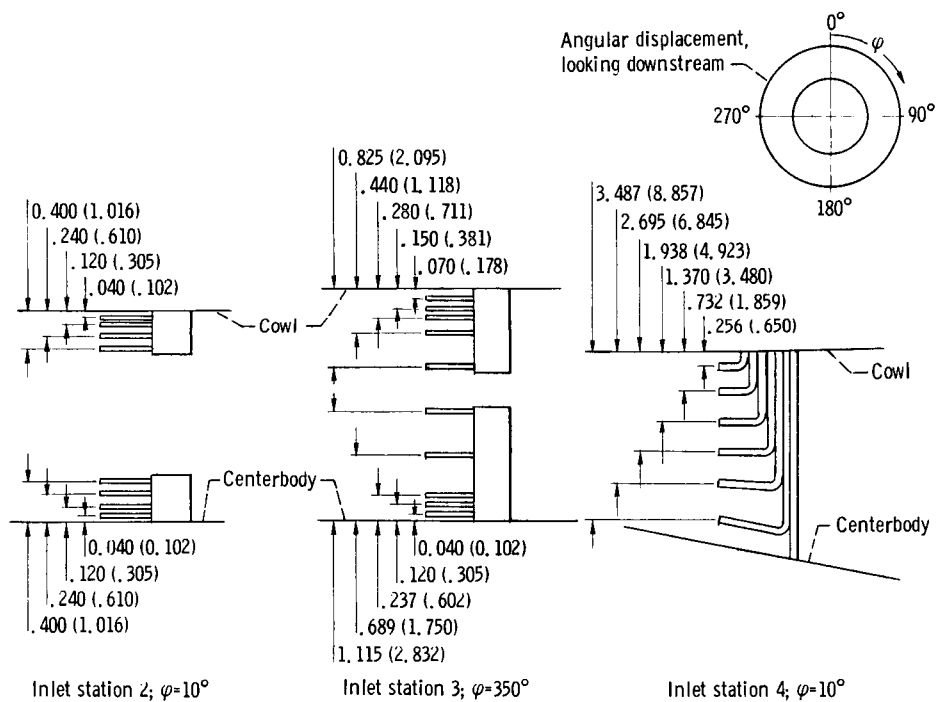 0°
φ
Angular displacement,
looking downstream
270°
90°
180°
0.400 (1.016)
.240 (.610)
.120 (.305)
.040 (.102)
Cowl
Centerbody
0.040 (0.102)
.120 (.305)
.240 (.610)
.400 (1.016)
Inlet station 2; φ=10°
0.825 (2.095)
.440 (1.118)
.280 (.711)
.150 (.381)
.070 (.178)
0.040 (0.102)
.120 (.305)
.237 (.602)
.689 (1.750)
1.115 (2.832)
Inlet station 3; φ=350°
3.487 (8.857)
2.695 (6.845)
1.938 (4.923)
1.370 (3.480)
.732 (1.859)
.256 (.650)
Cowl
Centerbody
Inlet station 4; φ=10°